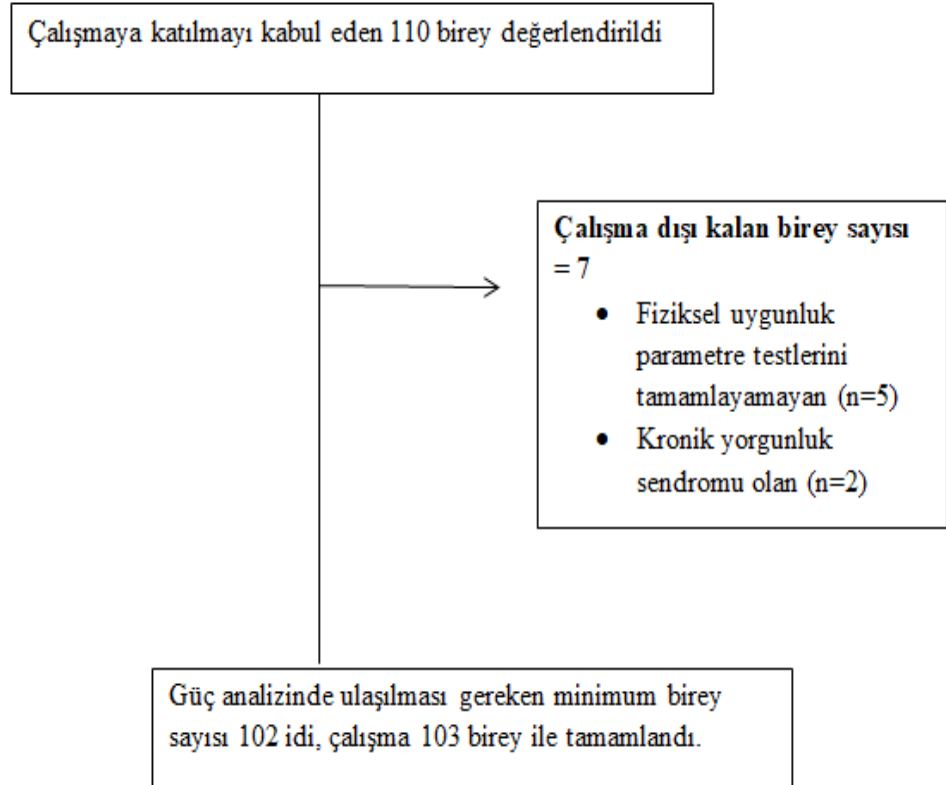 Çalışmaya katılmayı kabul eden 110 birey değerlendirildi
Çalışma dışı kalan birey sayısı
= 7
• Fiziksel uygunluk
parametre testlerini
tamamlayamayan (n=5)
• Kronik yorgunluk
sendromu olan (n=2)
Güç analizinde ulaşılması gereken minimum birey
sayısı 102 idi, çalışma 103 birey ile tamamlandı.